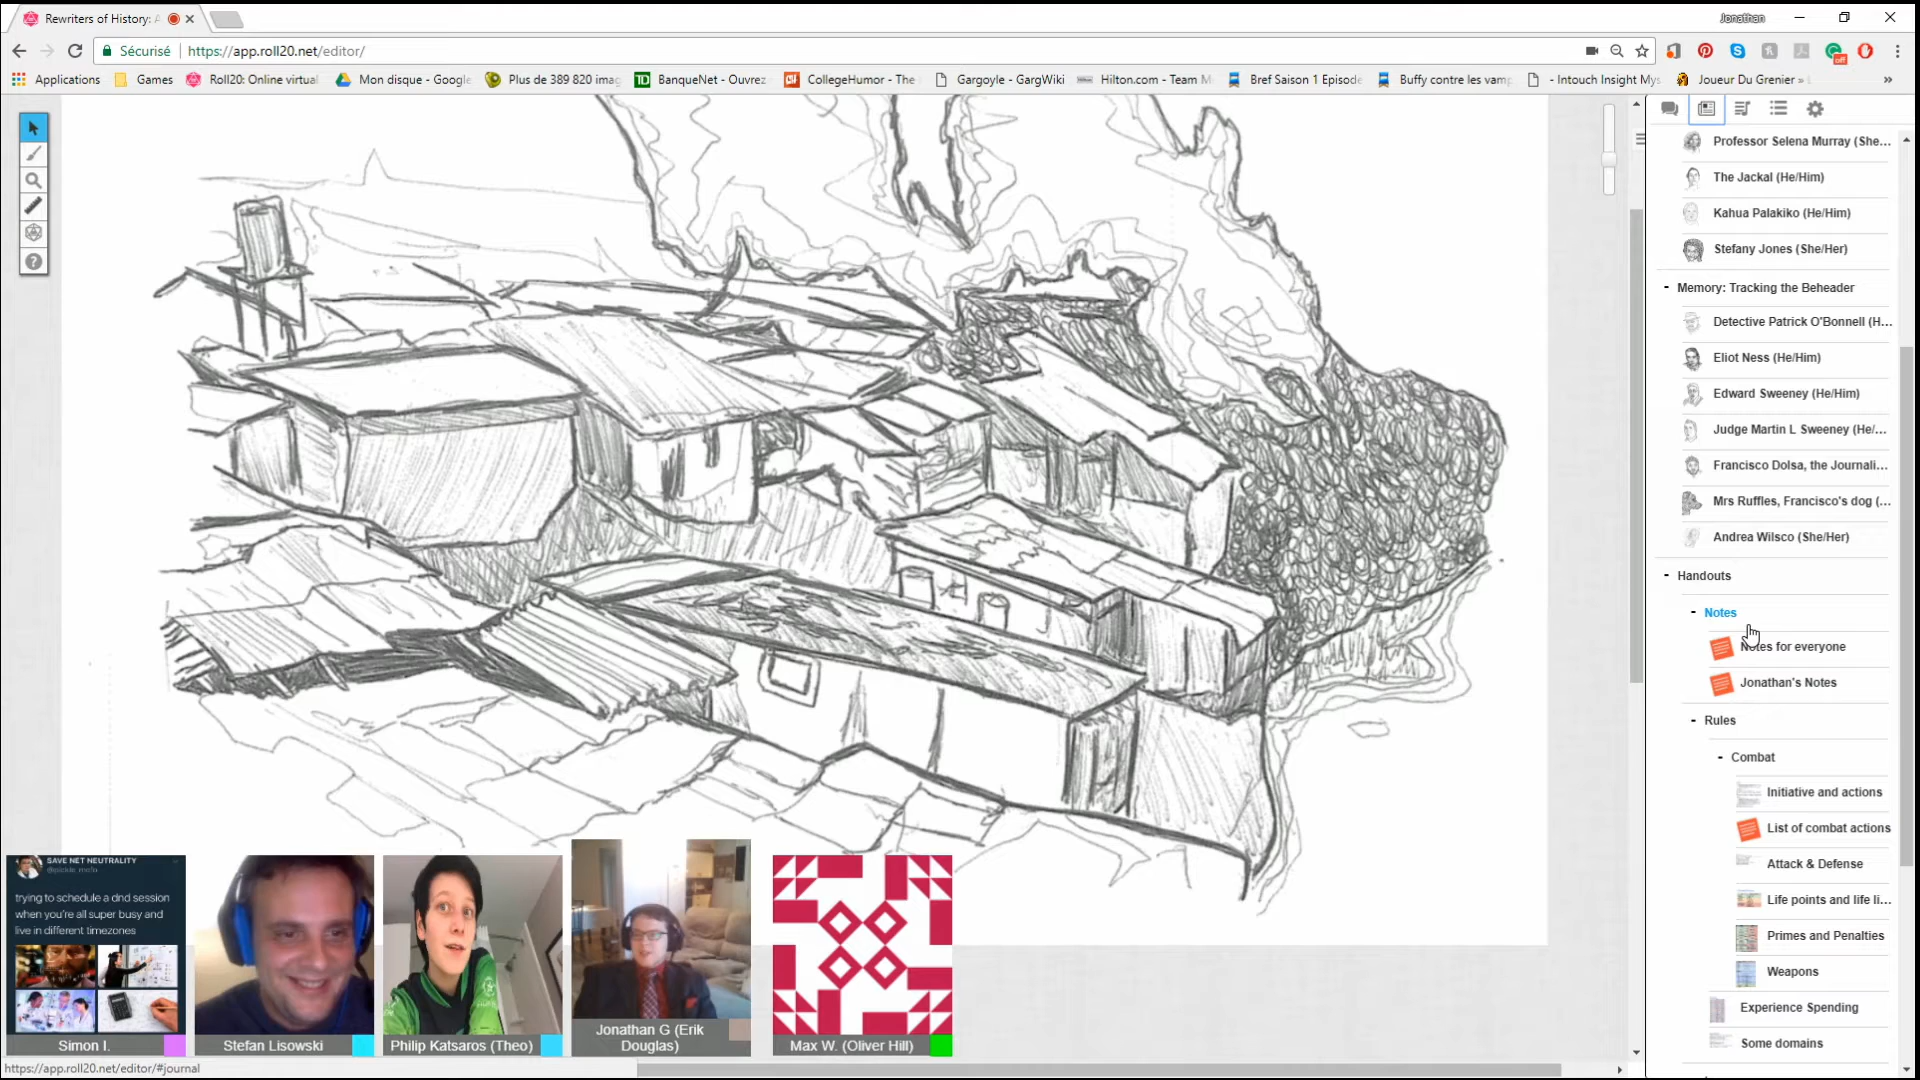 Rewriters of History: A
Jonathan
Sécurisé
https://app.roll20.net/editor/
off
Applications
Games
Roll20: Online virtual
Mon disque - Google
Plus de 389 820 imag
TD
BanqueNet - Ouvrez
CollegeHumor - The
Gargoyle - GargWiki
Hilton.com - Team M
Bref Saison 1 Episode
Buffy contre les vam
- Intouch Insight Mys
Joueur Du Grenier »
»
Professor Selena Murray (She...
The Jackal (He/Him)
Kahua Palakiko (He/Him)
Stefany Jones (She/Her)
- Memory: Tracking the Beheader
Detective Patrick O'Bonnell (H...
Eliot Ness (He/Him)
Edward Sweeney (He/Him)
Judge Martin L Sweeney (He/...
Francisco Dolsa, the Journali...
Mrs Ruffles, Francisco's dog (...
Andrea Wilsco (She/Her)
- Handouts
- Notes
Notes for everyone
Jonathan's Notes
- Rules
- Combat
Initiative and actions
List of combat actions
Attack & Defense
Life points and life li...
Primes and Penalties
Weapons
Experience Spending
Some domains
SAVE NET NEUTRALITY
trying to schedule a dnd session
when you're all super busy and
live in different timezones
Simon I.
Stefan Lisowski
Philip Katsaros (Theo)
Jonathan G (Erik
Douglas)
Max W. (Oliver Hill)
https://app.roll20.net/editor/#journal